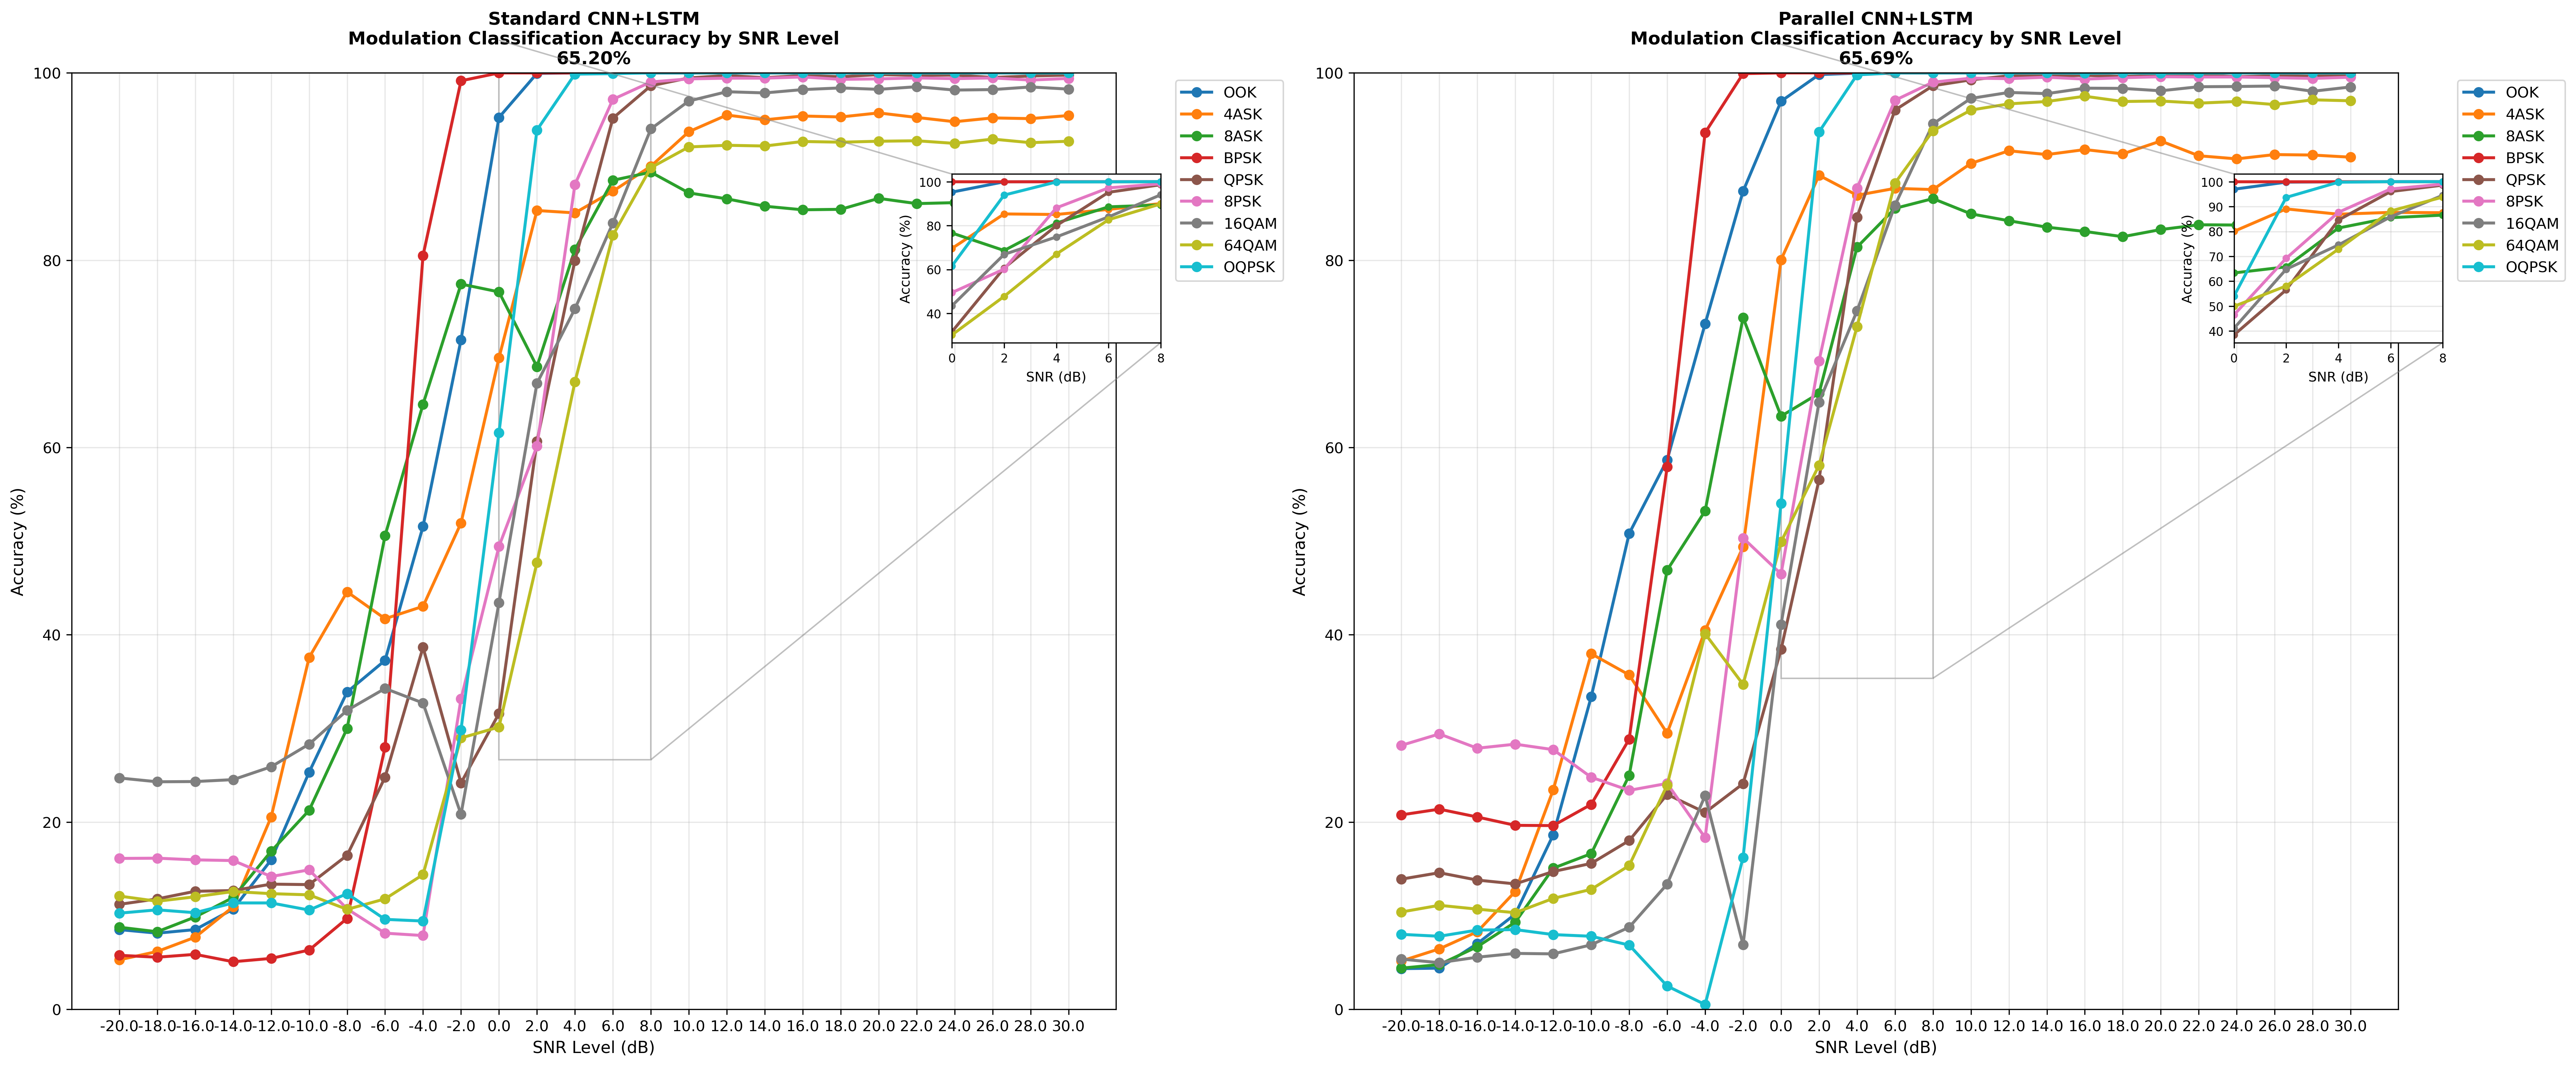 Standard CNN+LSTM
Modulation Classification Accuracy by SNR Level
65.20%
100
80
60
40
20
0
Accuracy (%)
-20.0 -18.0 -16.0 -14.0 -12.0 -10.0 -8.0 -6.0 -4.0 -2.0 0.0 2.0 4.0 6.0 8.0 10.0 12.0 14.0 16.0 18.0 20.0 22.0 24.0 26.0 28.0 30.0
SNR Level (dB)
100
80
60
40
Accuracy (%)
0 2 4 6 8
SNR (dB)
OOK
4ASK
8ASK
BPSK
QPSK
8PSK
16QAM
64QAM
OQPSK
Parallel CNN+LSTM
Modulation Classification Accuracy by SNR Level
65.69%
100
80
60
40
20
0
Accuracy (%)
-20.0 -18.0 -16.0 -14.0 -12.0 -10.0 -8.0 -6.0 -4.0 -2.0 0.0 2.0 4.0 6.0 8.0 10.0 12.0 14.0 16.0 18.0 20.0 22.0 24.0 26.0 28.0 30.0
SNR Level (dB)
100
90
80
70
60
50
40
Accuracy (%)
0 2 4 6 8
SNR (dB)
OOK
4ASK
8ASK
BPSK
QPSK
8PSK
16QAM
64QAM
OQPSK